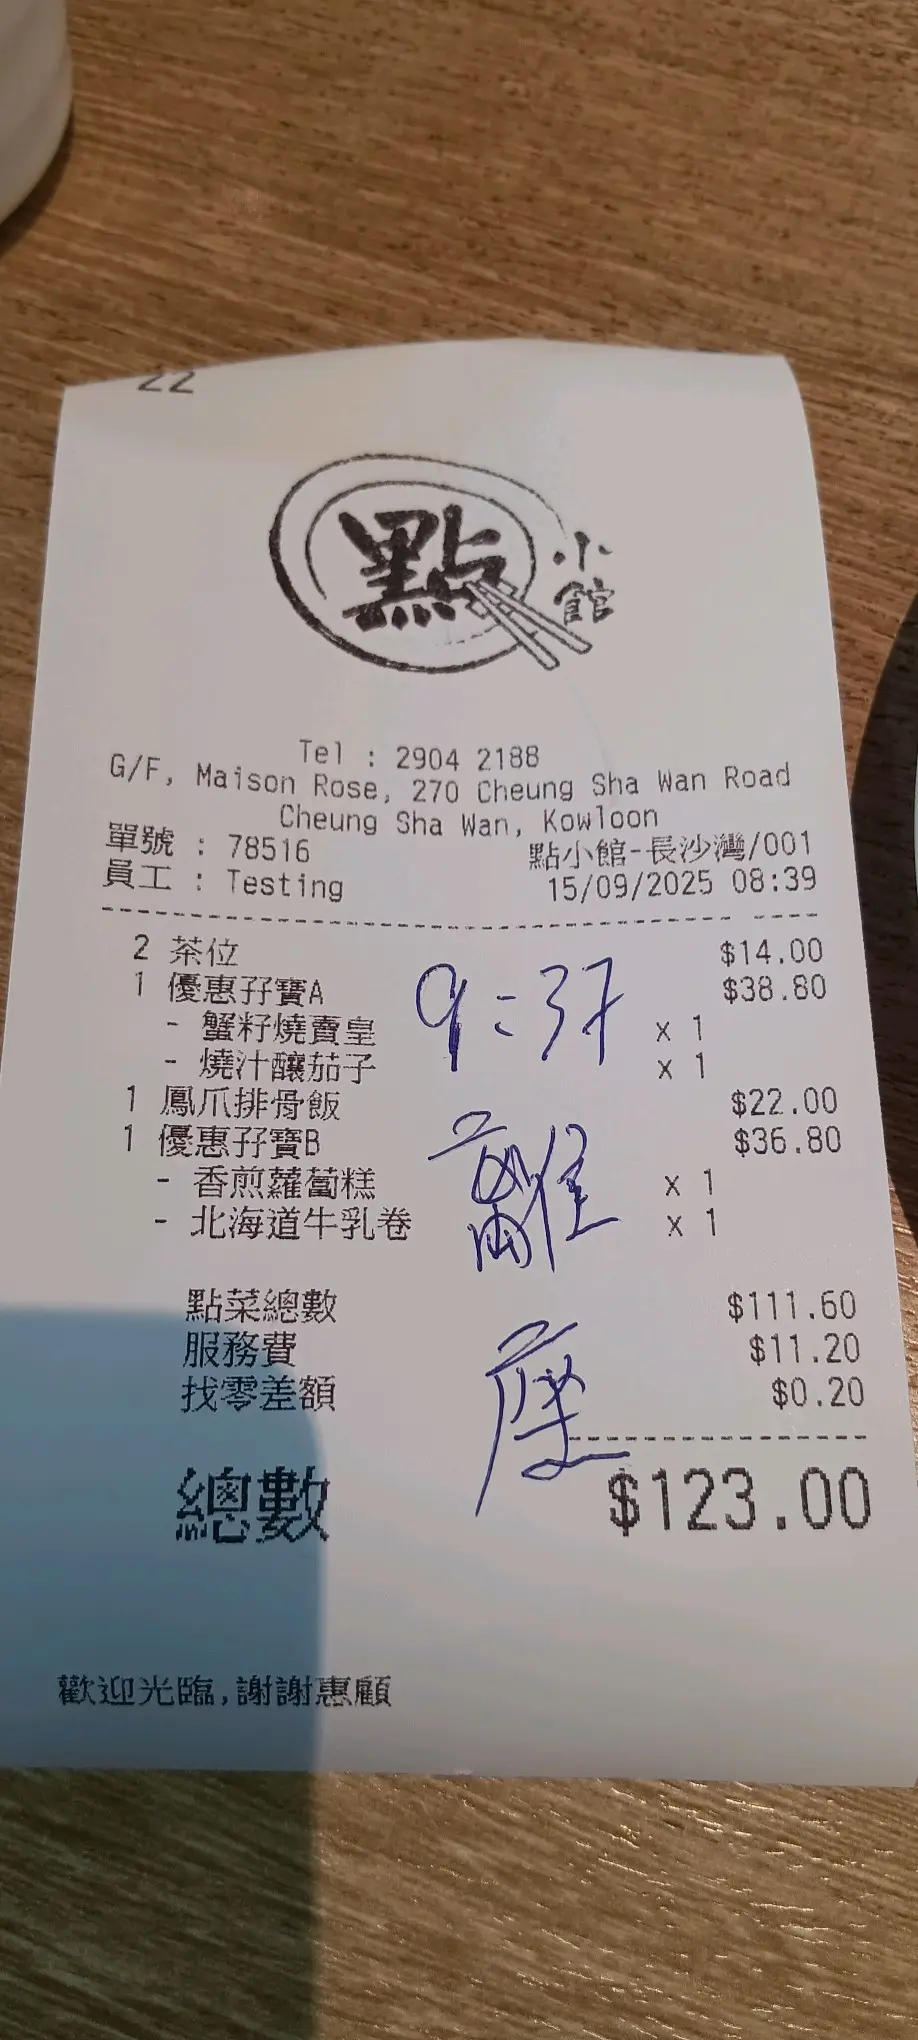 22
點
小
館
Tel : 2904 2188
G/F, Maison Rose, 270 Cheung Sha Wan Road
Cheung Sha Wan, Kowloon
單號 : 78516 點小館-長沙灣/001
員工 : Testing 15/09/2025 08:39
2 茶位 $14.00
1 優惠孖寶A $38.80
9:37
- 蟹籽燒賣皇 x 1
- 燒汁釀茄子 x 1
1 鳳爪排骨飯 $22.00
1 優惠孖寶B $36.80
離
- 香煎蘿蔔糕 x 1
- 北海道牛乳卷 x 1
點菜總數 $111.60
服務費 $11.20
找零差額 $0.20
座
總數 $123.00
歡迎光臨,謝謝惠顧